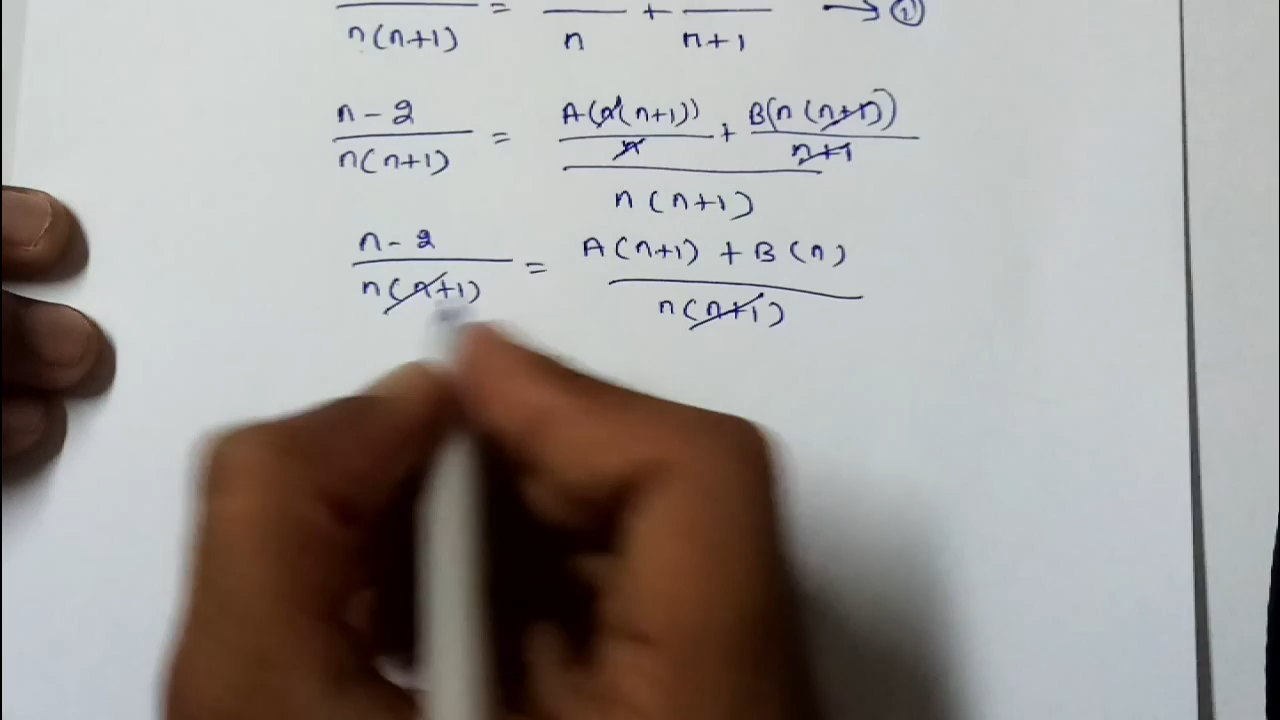 n(n+1) = n + n+1 → ①
n - 2 / n(n+1) = A(n(n+1)) / n + B(n(n+1)) / n+1 / n(n+1)
n - 2 / n(n+1) = A(n+1) + B(n) / n(n+1)